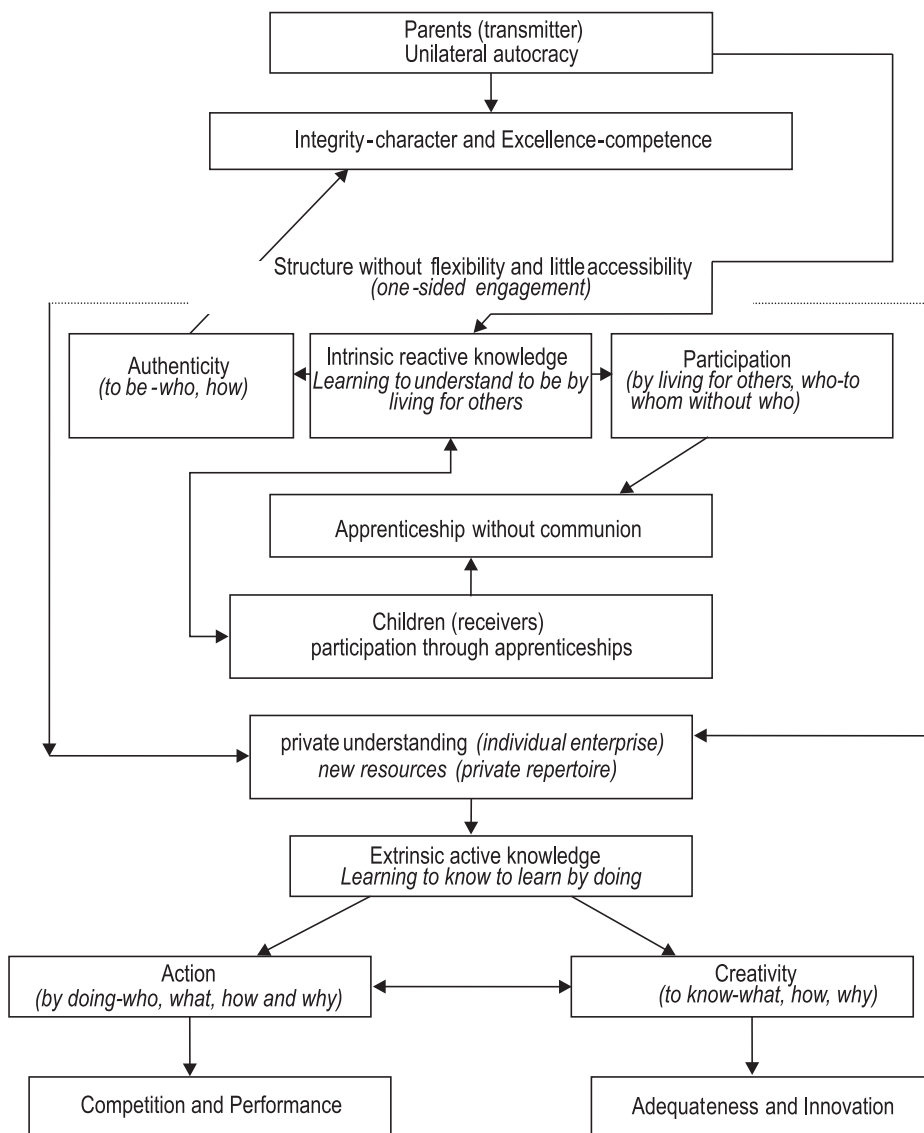 Parents (transmitter)
Unilateral autocracy
Integrity-character and Excellence-competence
Structure without flexibility and little accessibility
(one-sided engagement)
Authenticity
(to be-who, how)
Intrinsic reactive knowledge
Learning to understand to be by
living for others
Participation
(by living for others, who-to
whom without who)
Apprenticeship without communion
Children (receivers)
participation through apprenticeships
private understanding (individual enterprise)
new resources (private repertoire)
Extrinsic active knowledge
Learning to know to learn by doing
Action
(by doing-who, what, how and why)
Creativity
(to know-what, how, why)
Competition and Performance
Adequateness and Innovation